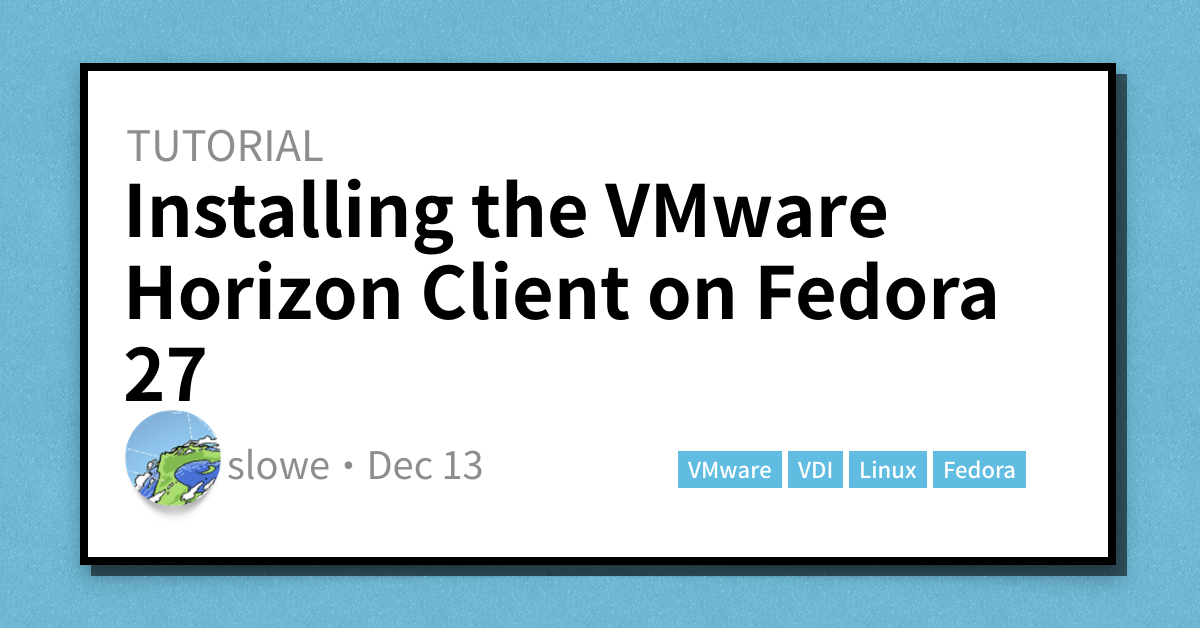 TUTORIAL
Installing the VMware
Horizon Client on Fedora
27
slowe • Dec 13
VMware VDI Linux Fedora